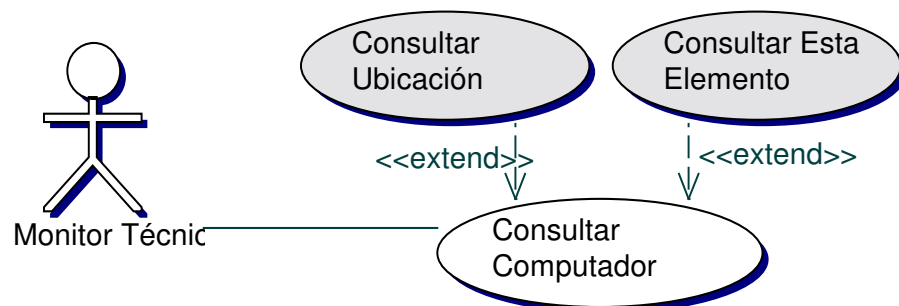 Consultar
Ubicación
Consultar Esta
Elemento
<<extend>>
<<extend>>
Monitor Técnic
Consultar
Computador